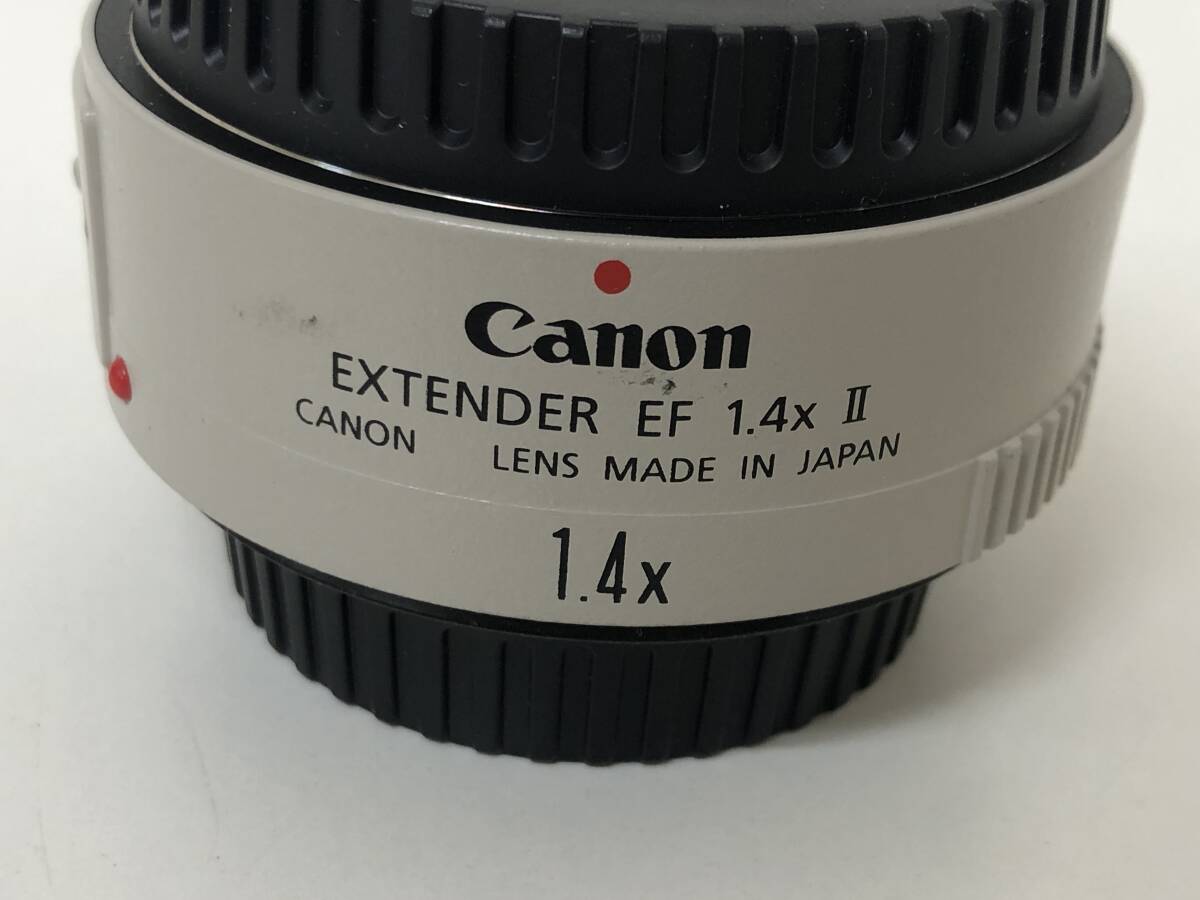 Canon
EXTENDER EF 1.4x II
CANON LENS MADE IN JAPAN
1.4x